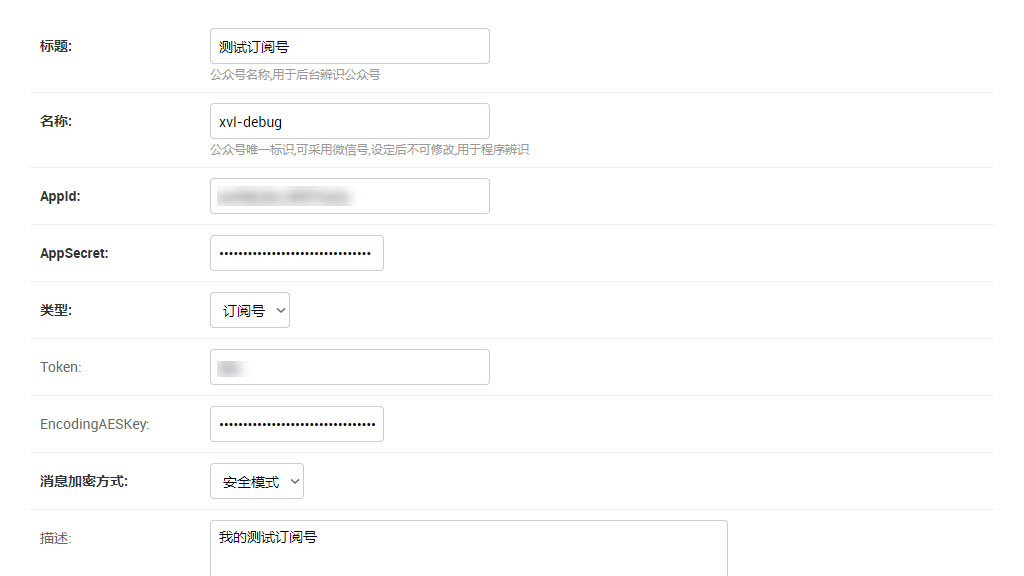 标题:
测试订阅号
公众号名称,用于后台辨识公众号
名称:
xvl-debug
公众号唯一标识,可采用微信号,设定后不可修改,用于程序辨识
AppId:
AppSecret:
类型:
订阅号
Token:
EncodingAESKey:
消息加密方式:
安全模式
描述:
我的测试订阅号